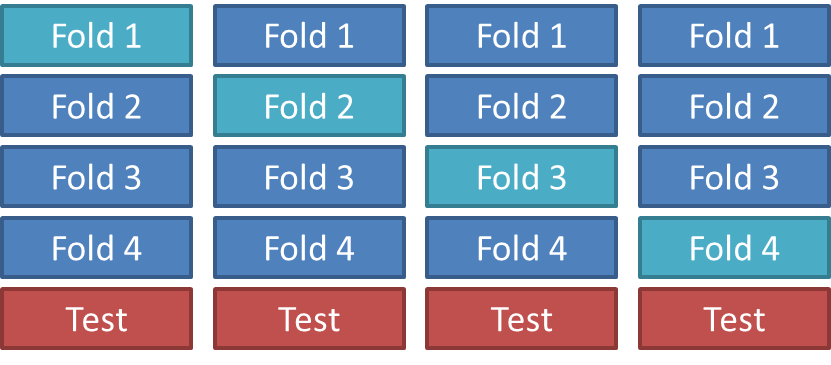 Fold 1 Fold 1 Fold 1 Fold 1
Fold 2 Fold 2 Fold 2 Fold 2
Fold 3 Fold 3 Fold 3 Fold 3
Fold 4 Fold 4 Fold 4 Fold 4
Test Test Test Test